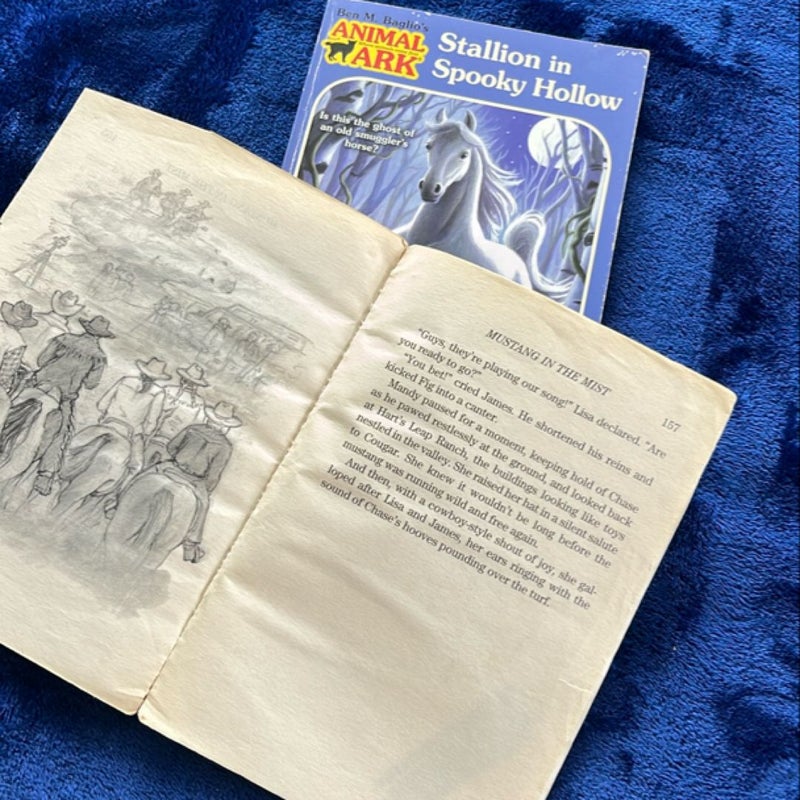 Ben M. Baglio's
ANIMAL
ARK
Stallion in
Spooky Hollow
Is this the ghost of
an old smuggler's
horse?
MUSTANG IN THE MIST
157
"Guys, they're playing our song!" Lisa declared. "Are
you ready to go?"
"You bet!" cried James. He shortened his reins and
kicked Fig into a canter.
Mandy paused for a moment, keeping hold of Chase
as he pawed restlessly at the ground, and looked back
at Hart's Leap Ranch, the buildings looking like toys
nestled in the valley. She raised her hat in a silent salute
to Cougar. She knew it wouldn't be long before the
mustang was running wild and free again.
And then, with a cowboy-style shout of joy, she gal-
loped after Lisa and James, her ears ringing with the
sound of Chase's hooves pounding over the turf.